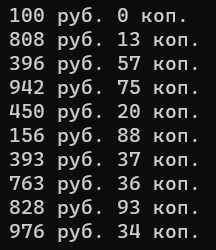 100 руб. 0 коп.
808 руб. 13 коп.
396 руб. 57 коп.
942 руб. 75 коп.
450 руб. 20 коп.
156 руб. 88 коп.
393 руб. 37 коп.
763 руб. 36 коп.
828 руб. 93 коп.
976 руб. 34 коп.